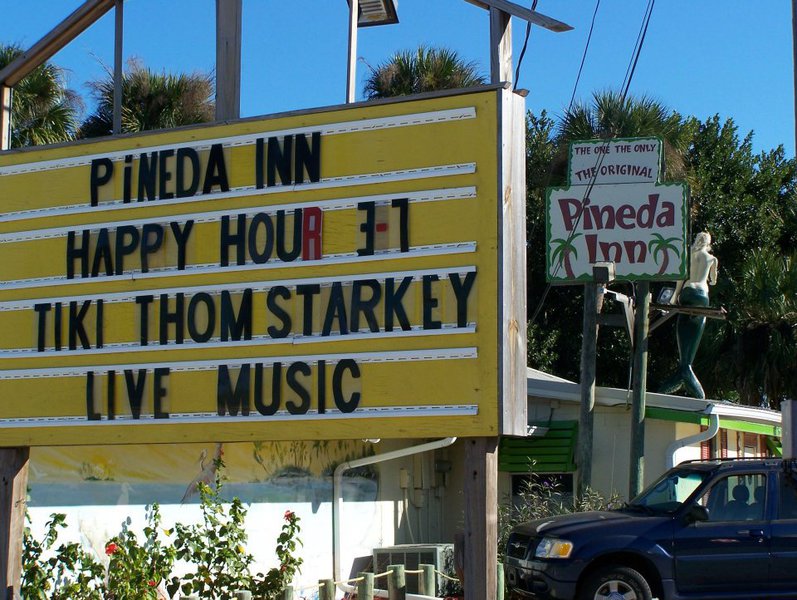 PiNEDA INN
HAPPY HOUR 3-7
TIKI THOM STARKEY
LIVE MUSIC
THE ONE THE ONLY
THE ORIGINAL
Pineda
Inn